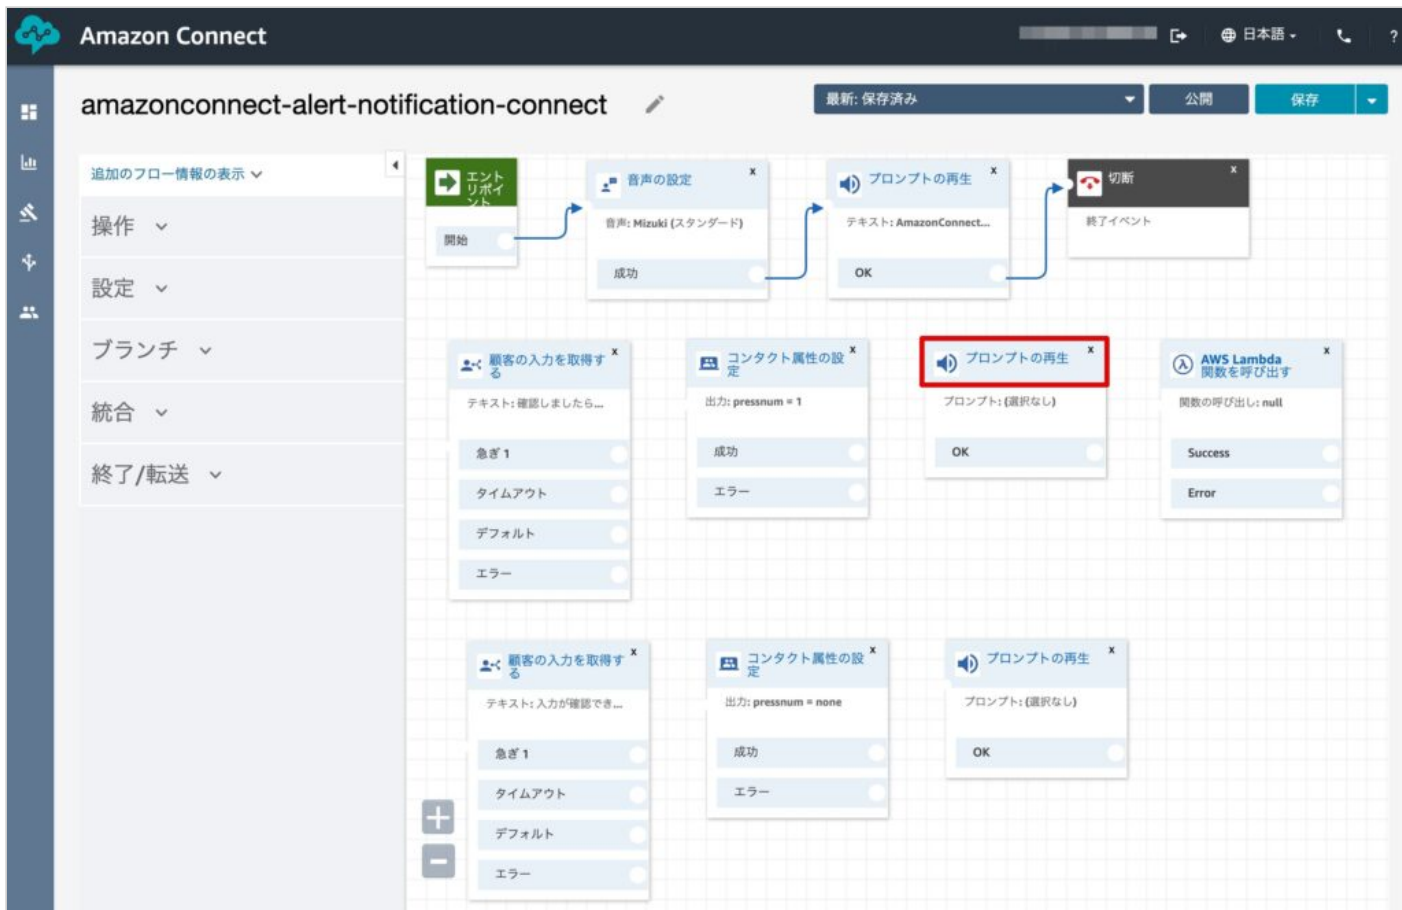 Amazon Connect
日本語
?
amazonconnect-alert-notification-connect
最新: 保存済み
公開
保存
追加のフロー情報の表示
操作
設定
ブランチ
統合
終了/転送
エント
リポイ
ント
開始
音声の設定
x
音声: Mizuki (スタンダード)
成功
プロンプトの再生
x
テキスト: AmazonConnect...
OK
切断
x
終了イベント
顧客の入力を取得す
る
x
テキスト: 確認しましたら...
急ぎ 1
タイムアウト
デフォルト
エラー
コンタクト属性の設
定
x
出力: pressnum = 1
成功
エラー
プロンプトの再生
x
プロンプト: (選択なし)
OK
AWS Lambda
関数を呼び出す
x
関数の呼び出し: null
Success
Error
顧客の入力を取得す
る
x
テキスト: 入力が確認でき...
急ぎ 1
タイムアウト
デフォルト
エラー
コンタクト属性の設
定
x
出力: pressnum = none
成功
エラー
プロンプトの再生
x
プロンプト: (選択なし)
OK